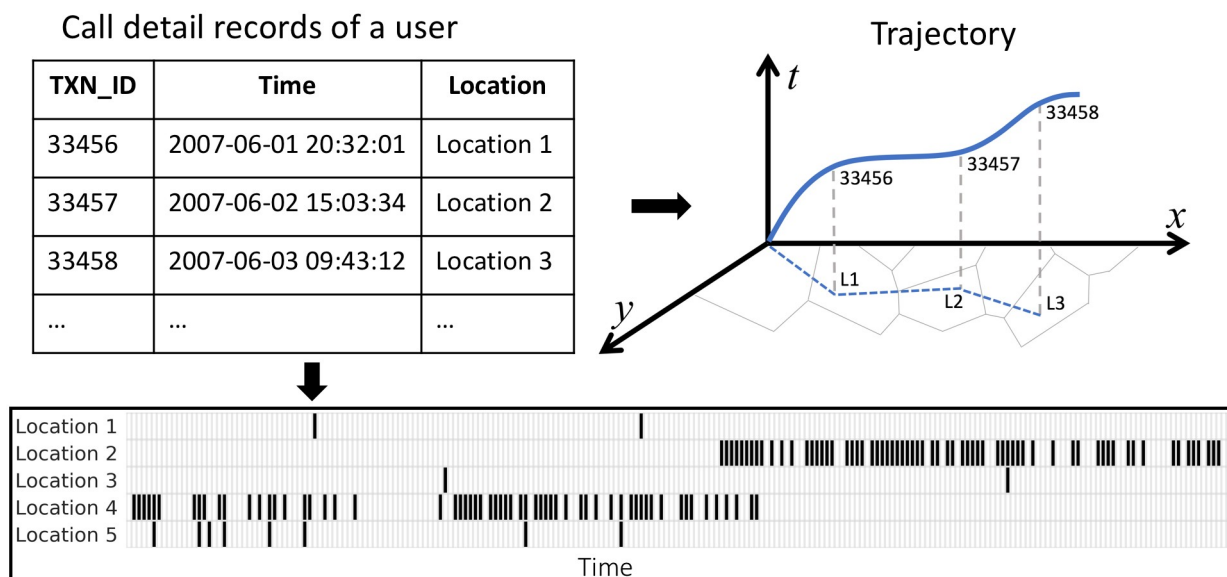 Call detail records of a user
TXN_ID Time Location
33456 2007-06-01 20:32:01 Location 1
33457 2007-06-02 15:03:34 Location 2
33458 2007-06-03 09:43:12 Location 3
... ... ...
Trajectory
t
33458
33456
33457
x
L1
L2
L3
y
Location 1
Location 2
Location 3
Location 4
Location 5
Time